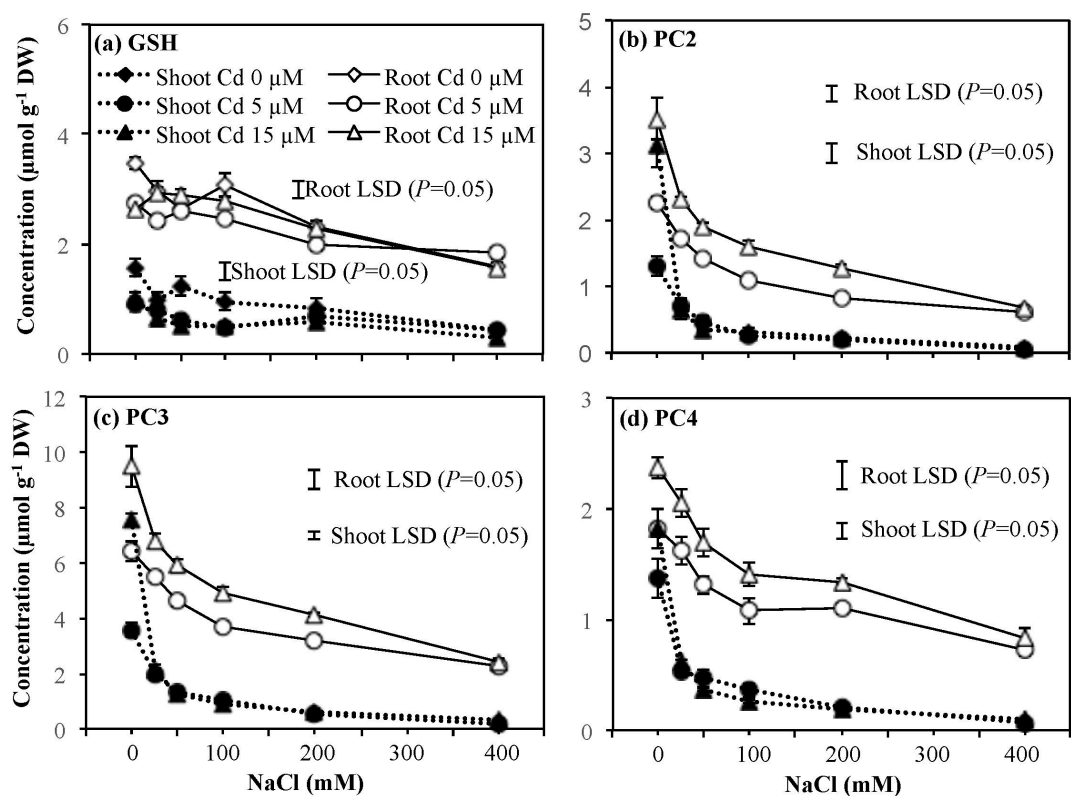 (a) GSH
Shoot Cd 0 µM
Root Cd 0 µM
Shoot Cd 5 µM
Root Cd 5 µM
Shoot Cd 15 µM
Root Cd 15 µM
Root LSD (P=0.05)
Shoot LSD (P=0.05)
Concentration (µmol g⁻¹ DW)
6
4
2
0
(b) PC2
Root LSD (P=0.05)
Shoot LSD (P=0.05)
5
4
3
2
1
0
(c) PC3
Root LSD (P=0.05)
Shoot LSD (P=0.05)
Concentration (µmol g⁻¹ DW)
12
10
8
6
4
2
0
0 100 200 300 400
NaCl (mM)
(d) PC4
Root LSD (P=0.05)
Shoot LSD (P=0.05)
3
2
1
0
0 100 200 300 400
NaCl (mM)